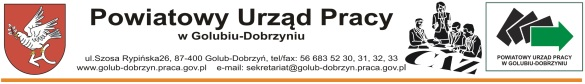 Powiatowy Urząd Pracy
w Golubiu-Dobrzyniu
ul.Szosa Rypińska26, 87-400 Golub-Dobrzyń, tel/fax: 56 683 52 30, 31, 32, 33
www.golub-dobrzyn.praca.gov.pl e-mail: sekretariat@golub-dobrzyn.praca.gov.pl
POWIATOWY URZĄD PRACY
W GOLUBIU-DOBRZYNIU